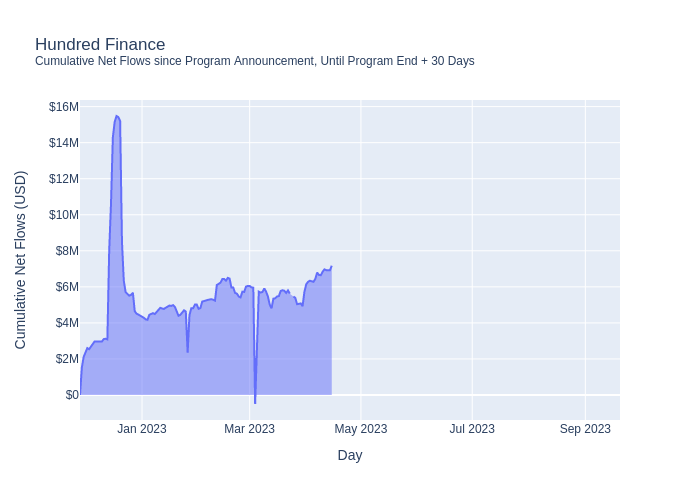 Hundred Finance
Cumulative Net Flows since Program Announcement, Until Program End + 30 Days
Cumulative Net Flows (USD)
$16M
$14M
$12M
$10M
$8M
$6M
$4M
$2M
$0
Jan 2023 Mar 2023 May 2023 Jul 2023 Sep 2023
Day